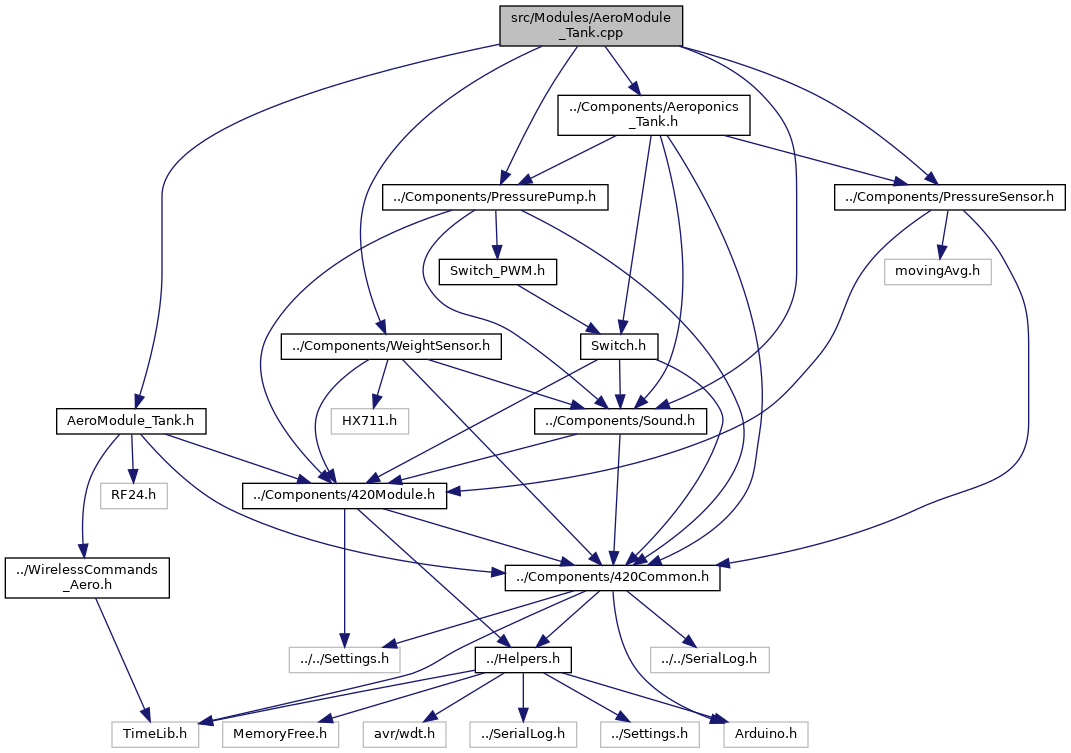 src/Modules/AeroModule
_Tank.cpp
../Components/Aeroponics
_Tank.h
../Components/PressurePump.h
../Components/PressureSensor.h
Switch_PWM.h
movingAvg.h
../Components/WeightSensor.h
Switch.h
AeroModule_Tank.h
HX711.h
../Components/Sound.h
RF24.h
../Components/420Module.h
../WirelessCommands
_Aero.h
../Components/420Common.h
../../Settings.h
../Helpers.h
../../SerialLog.h
TimeLib.h
MemoryFree.h
avr/wdt.h
../SerialLog.h
../Settings.h
Arduino.h